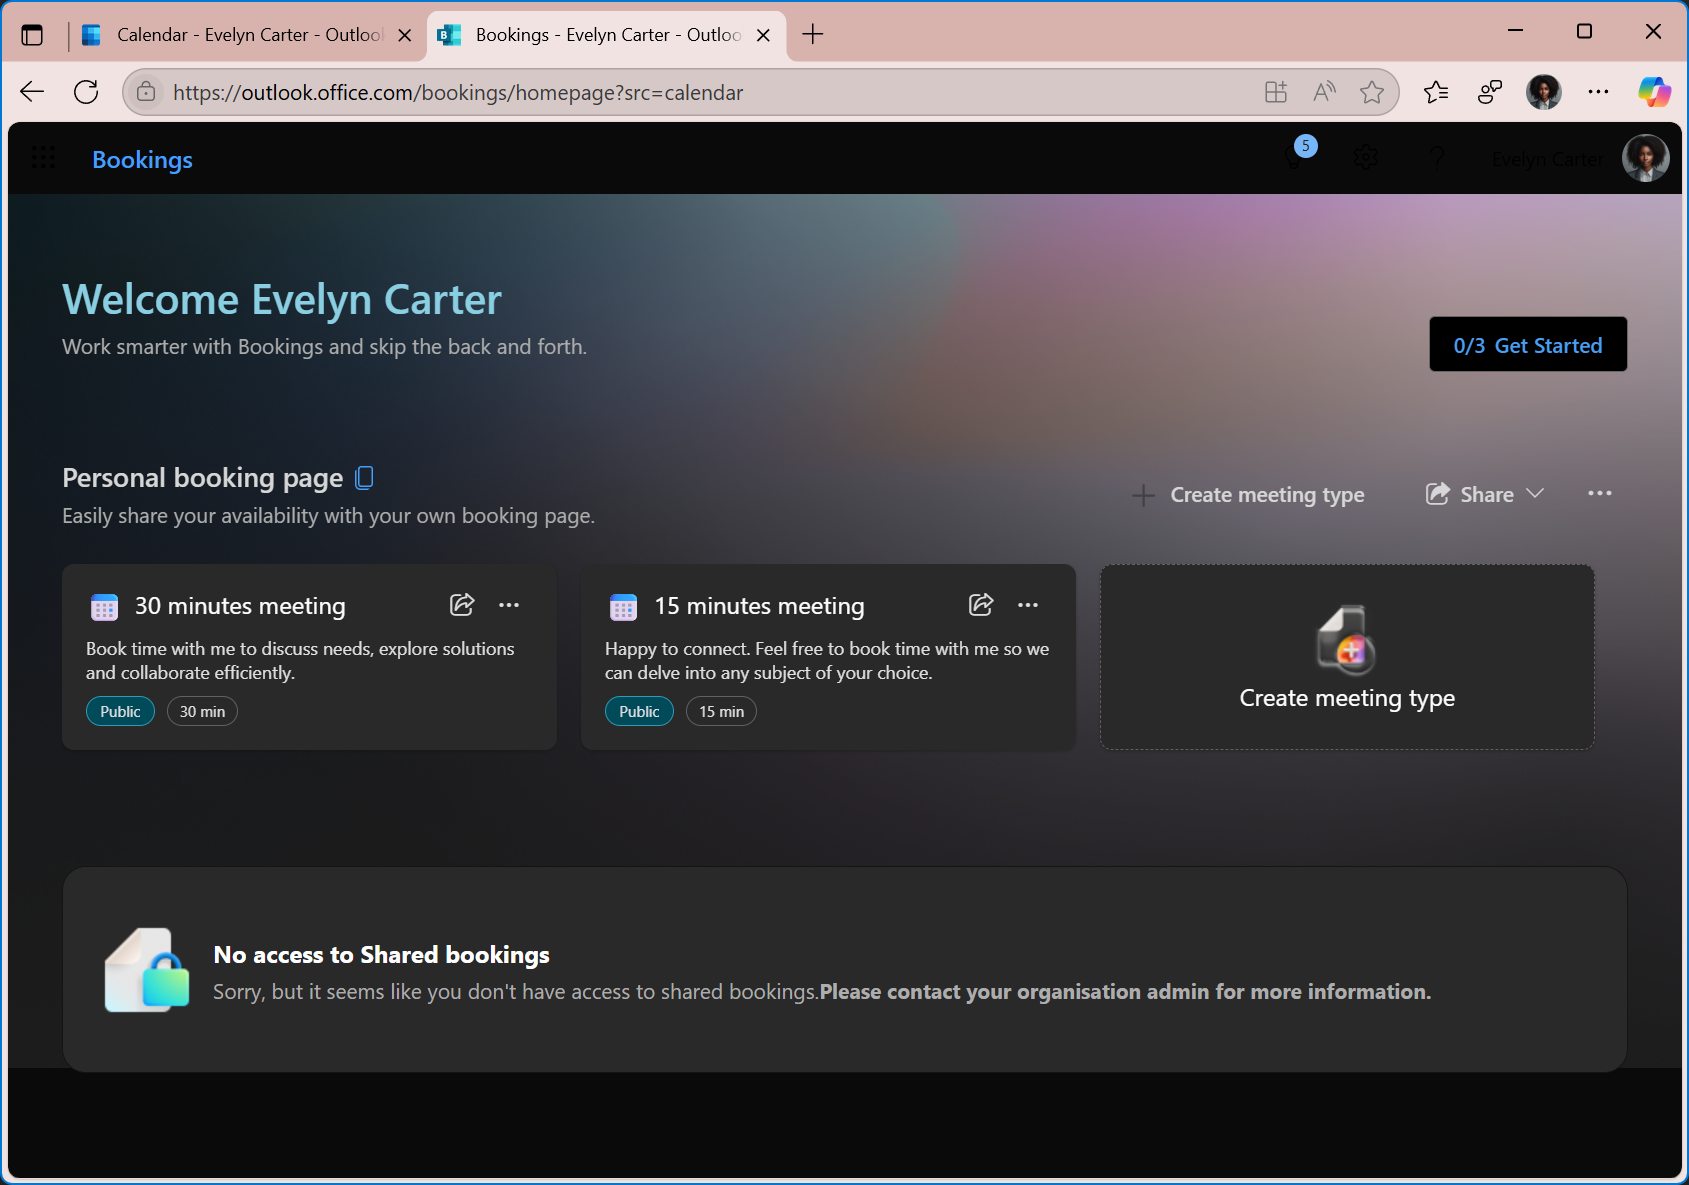 Calendar - Evelyn Carter - Outlook
Bookings - Evelyn Carter - Outloo
https://outlook.office.com/bookings/homepage?src=calendar
Bookings
5
Evelyn Carter
Welcome Evelyn Carter
Work smarter with Bookings and skip the back and forth.
0/3 Get Started
Personal booking page
Easily share your availability with your own booking page.
Create meeting type
Share
30 minutes meeting
Book time with me to discuss needs, explore solutions
and collaborate efficiently.
Public
30 min
15 minutes meeting
Happy to connect. Feel free to book time with me so we
can delve into any subject of your choice.
Public
15 min
Create meeting type
No access to Shared bookings
Sorry, but it seems like you don't have access to shared bookings.Please contact your organisation admin for more information.